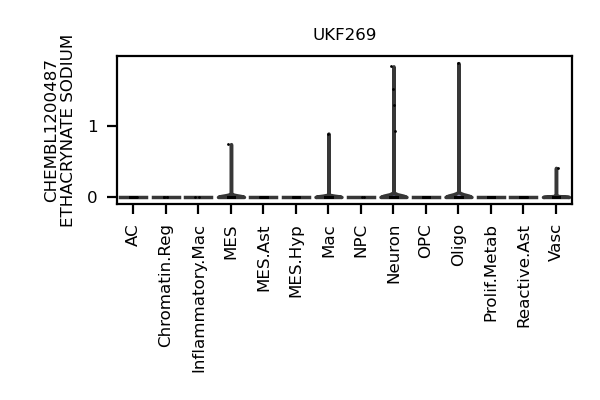 UKF269
CHEMBL1200487
ETHACRYNATE SODIUM
1
0
AC
Chromatin.Reg
Inflammatory.Mac
MES
MES.Ast
MES.Hyp
Mac
NPC
Neuron
OPC
Oligo
Prolif.Metab
Reactive.Ast
Vasc